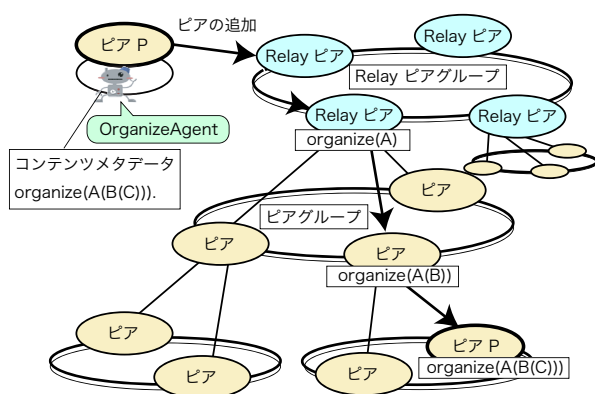 ピアの追加
ピア P
Relay ピア
Relay ピア
Relay ピアグループ
OrganizeAgent
Relay ピア
organize(A)
Relay ピア
コンテンツメタデータ
organize(A(B(C))).
ピア
ピアグループ
ピア
ピア
organize(A(B))
ピア
ピア
ピア P
organize(A(B(C)))
ピア